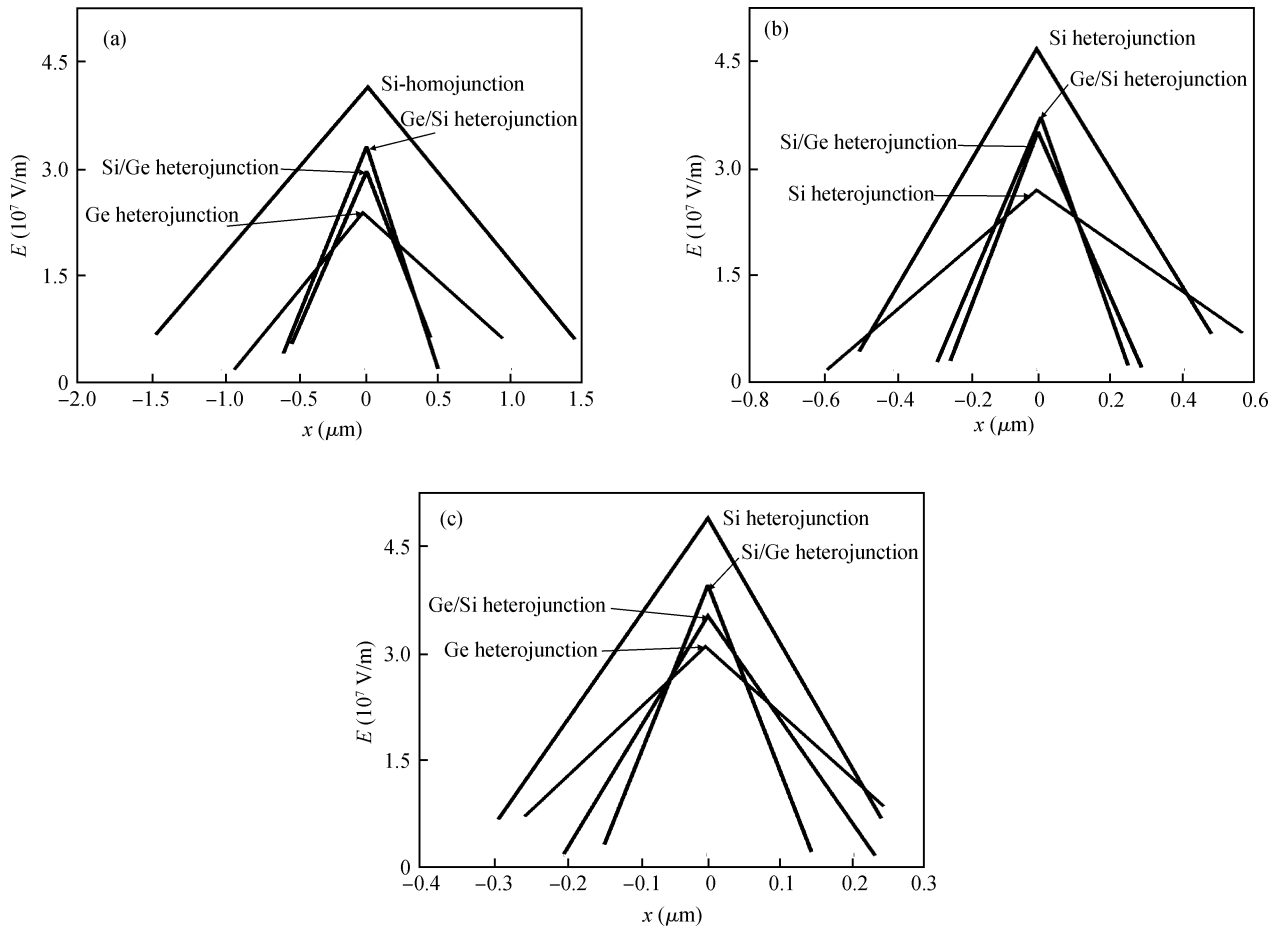 (a)
Si-homojunction
Ge/Si heterojunction
Si/Ge heterojunction
Ge heterojunction
E (10⁷ V/m)
4.5
3.0
1.5
0
−2.0 −1.5 −1.0 −0.5 0 0.5 1.0 1.5
x (μm)
(b)
Si heterojunction
Ge/Si heterojunction
Si/Ge heterojunction
Si heterojunction
E (10⁷ V/m)
4.5
3.0
1.5
0
−0.8 −0.6 −0.4 −0.2 0 0.2 0.4 0.6
x (μm)
(c)
Si heterojunction
Si/Ge heterojunction
Ge/Si heterojunction
Ge heterojunction
E (10⁷ V/m)
4.5
3.0
1.5
0
−0.4 −0.3 −0.2 −0.1 0 0.1 0.2 0.3
x (μm)